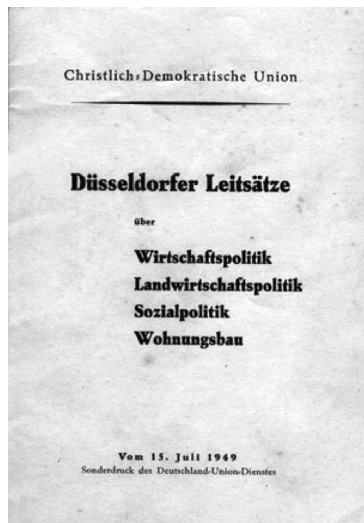 Christlich=Demokratische Union
Düsseldorfer Leitsätze
über
Wirtschaftspolitik
Landwirtschaftspolitik
Sozialpolitik
Wohnungsbau
Vom 15. Juli 1949
Sonderdruck des Deutschland-Union-Dienstes